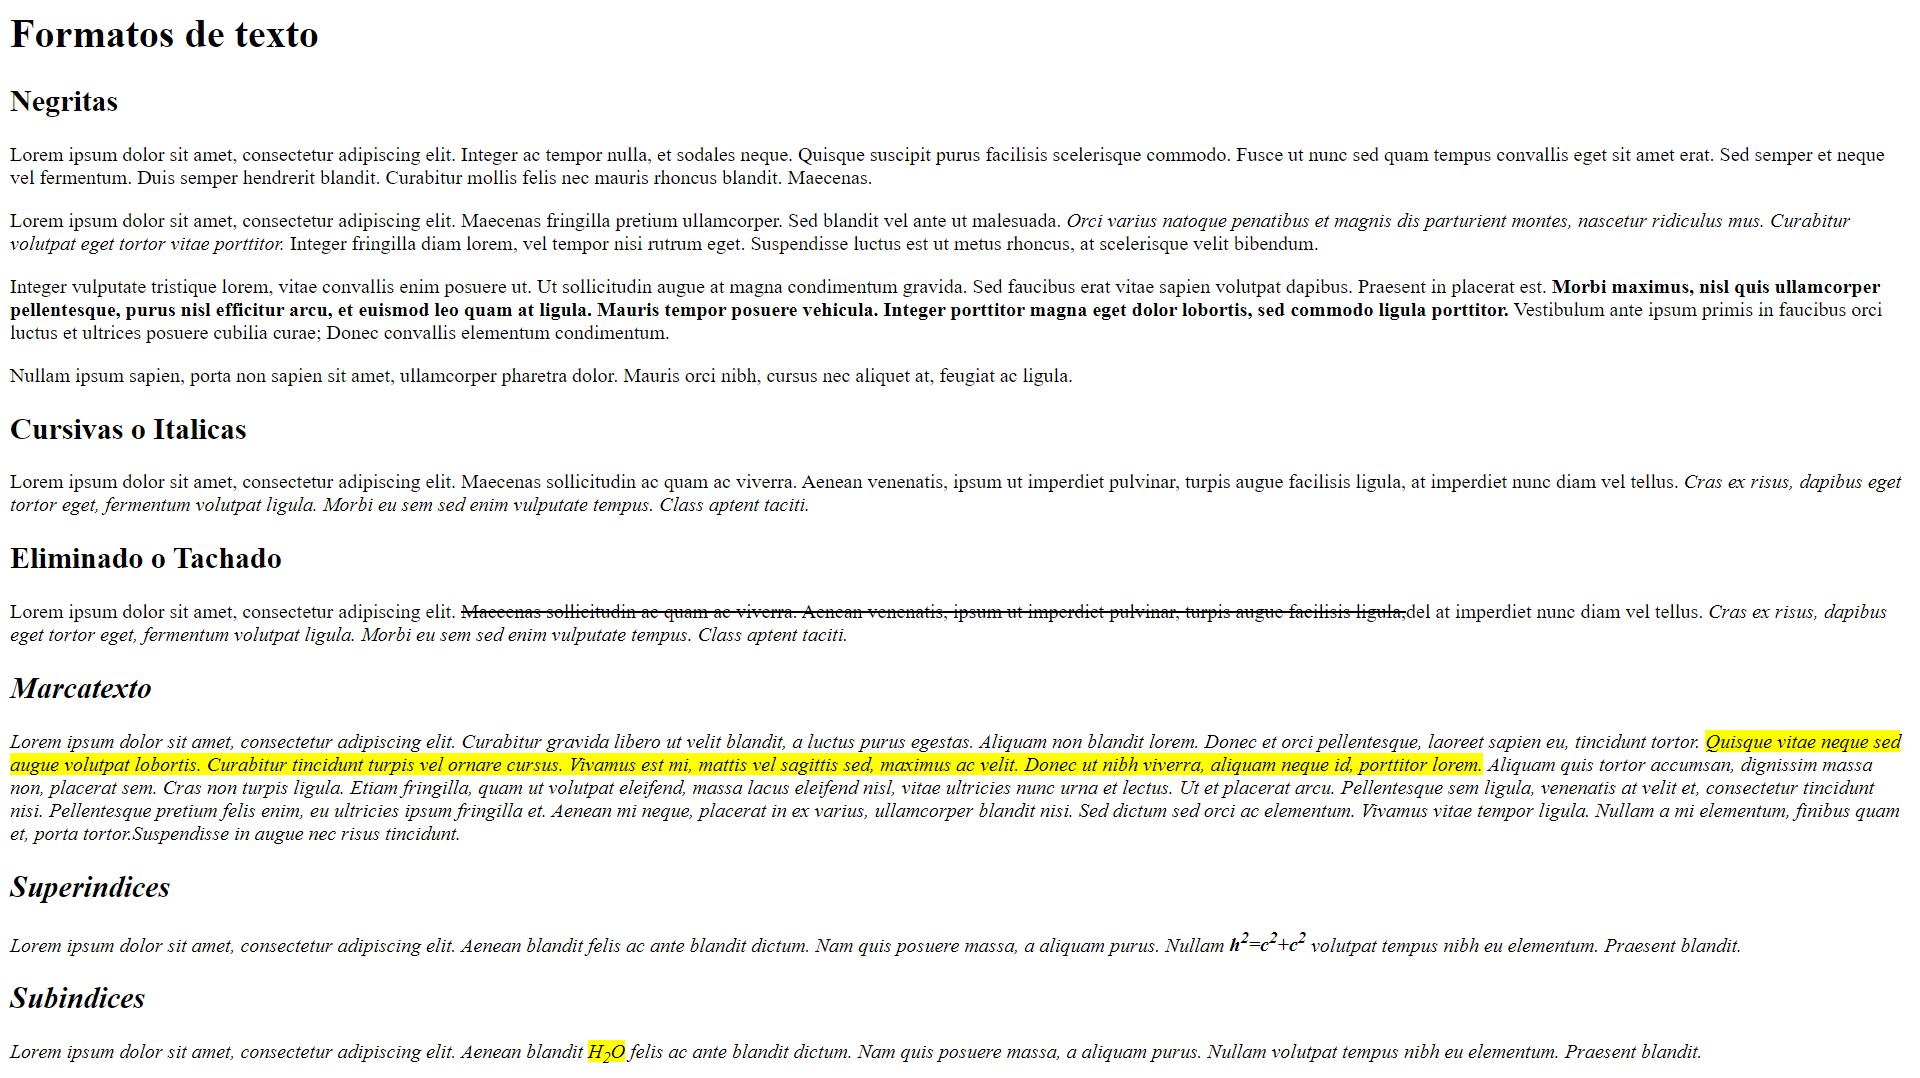 Formatos de texto
Negritas
Lorem ipsum dolor sit amet, consectetur adipiscing elit. Integer ac tempor nulla, et sodales neque. Quisque suscipit purus facilisis scelerisque commodo. Fusce ut nunc sed quam tempus convallis eget sit amet erat. Sed semper et neque
vel fermentum. Duis semper hendrerit blandit. Curabitur mollis felis nec mauris rhoncus blandit. Maecenas.
Lorem ipsum dolor sit amet, consectetur adipiscing elit. Maecenas fringilla pretium ullamcorper. Sed blandit vel ante ut malesuada. Orci varius natoque penatibus et magnis dis parturient montes, nascetur ridiculus mus. Curabitur
volutpat eget tortor vitae porttitor. Integer fringilla diam lorem, vel tempor nisi rutrum eget. Suspendisse luctus est ut metus rhoncus, at scelerisque velit bibendum.
Integer vulputate tristique lorem, vitae convallis enim posuere ut. Ut sollicitudin augue at magna condimentum gravida. Sed faucibus erat vitae sapien volutpat dapibus. Praesent in placerat est. Morbi maximus, nisl quis ullamcorper
pellentesque, purus nisl efficitur arcu, et euismod leo quam at ligula. Mauris tempor posuere vehicula. Integer porttitor magna eget dolor lobortis, sed commodo ligula porttitor. Vestibulum ante ipsum primis in faucibus orci
luctus et ultrices posuere cubilia curae; Donec convallis elementum condimentum.
Nullam ipsum sapien, porta non sapien sit amet, ullamcorper pharetra dolor. Mauris orci nibh, cursus nec aliquet at, feugiat ac ligula.
Cursivas o Italicas
Lorem ipsum dolor sit amet, consectetur adipiscing elit. Maecenas sollicitudin ac quam ac viverra. Aenean venenatis, ipsum ut imperdiet pulvinar, turpis augue facilisis ligula, at imperdiet nunc diam vel tellus. Cras ex risus, dapibus eget
tortor eget, fermentum volutpat ligula. Morbi eu sem sed enim vulputate tempus. Class aptent taciti.
Eliminado o Tachado
Lorem ipsum dolor sit amet, consectetur adipiscing elit. Maecenas sollicitudin ac quam ac viverra. Aenean venenatis, ipsum ut imperdiet pulvinar, turpis augue facilisis ligula,del at imperdiet nunc diam vel tellus. Cras ex risus, dapibus
eget tortor eget, fermentum volutpat ligula. Morbi eu sem sed enim vulputate tempus. Class aptent taciti.
Marcatexto
Lorem ipsum dolor sit amet, consectetur adipiscing elit. Curabitur gravida libero ut velit blandit, a luctus purus egestas. Aliquam non blandit lorem. Donec et orci pellentesque, laoreet sapien eu, tincidunt tortor. Quisque vitae neque sed
augue volutpat lobortis. Curabitur tincidunt turpis vel ornare cursus. Vivamus est mi, mattis vel sagittis sed, maximus ac velit. Donec ut nibh viverra, aliquam neque id, porttitor lorem. Aliquam quis tortor accumsan, dignissim massa
non, placerat sem. Cras non turpis ligula. Etiam fringilla, quam ut volutpat eleifend, massa lacus eleifend nisl, vitae ultricies nunc urna et lectus. Ut et placerat arcu. Pellentesque sem ligula, venenatis at velit et, consectetur tincidunt
nisi. Pellentesque pretium felis enim, eu ultricies ipsum fringilla et. Aenean mi neque, placerat in ex varius, ullamcorper blandit nisi. Sed dictum sed orci ac elementum. Vivamus vitae tempor ligula. Nullam a mi elementum, finibus quam
et, porta tortor.Suspendisse in augue nec risus tincidunt.
Superindices
Lorem ipsum dolor sit amet, consectetur adipiscing elit. Aenean blandit felis ac ante blandit dictum. Nam quis posuere massa, a aliquam purus. Nullam h²=c²+c² volutpat tempus nibh eu elementum. Praesent blandit.
Subindices
Lorem ipsum dolor sit amet, consectetur adipiscing elit. Aenean blandit H₂O felis ac ante blandit dictum. Nam quis posuere massa, a aliquam purus. Nullam volutpat tempus nibh eu elementum. Praesent blandit.